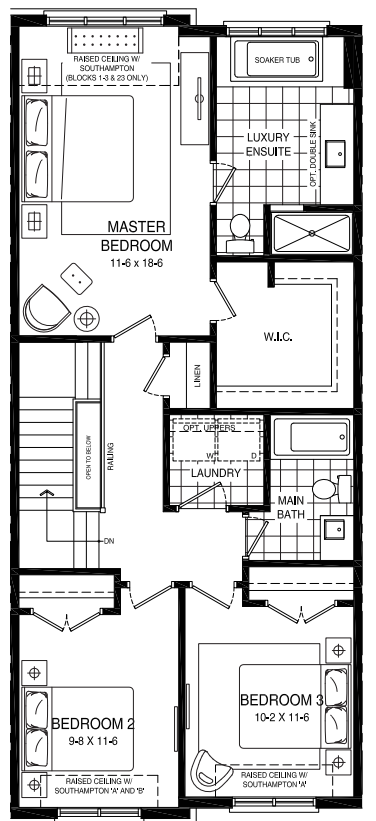 RAISED CEILING W/
SOUTHAMPTON
(BLOCKS 1-3 & 23 ONLY)
SOAKER TUB
LUXURY
ENSUITE
OPT. DOUBLE SINK
MASTER
BEDROOM
11-6 x 18-6
W.I.C.
LINEN
OPT. UPPERS
W
D
LAUNDRY
OPEN TO BELOW
RAILING
DN
MAIN
BATH
BEDROOM 2
9-8 X 11-6
RAISED CEILING W/
SOUTHAMPTON 'A' AND 'B'
BEDROOM 3
10-2 X 11-6
RAISED CEILING W/
SOUTHAMPTON 'A'